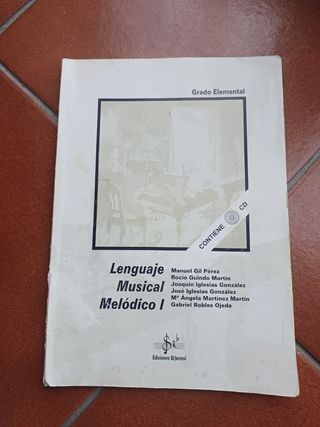 Grado Elemental
CONTIENE CD
Lenguaje
Musical
Melódico I
Manuel Gil Pérez
Rocío Guindo Martín
Joaquín Iglesias González
José Iglesias González
Mª Ángela Martínez Martín
Gabriel Robles Ojeda
Ediciones Si bemol